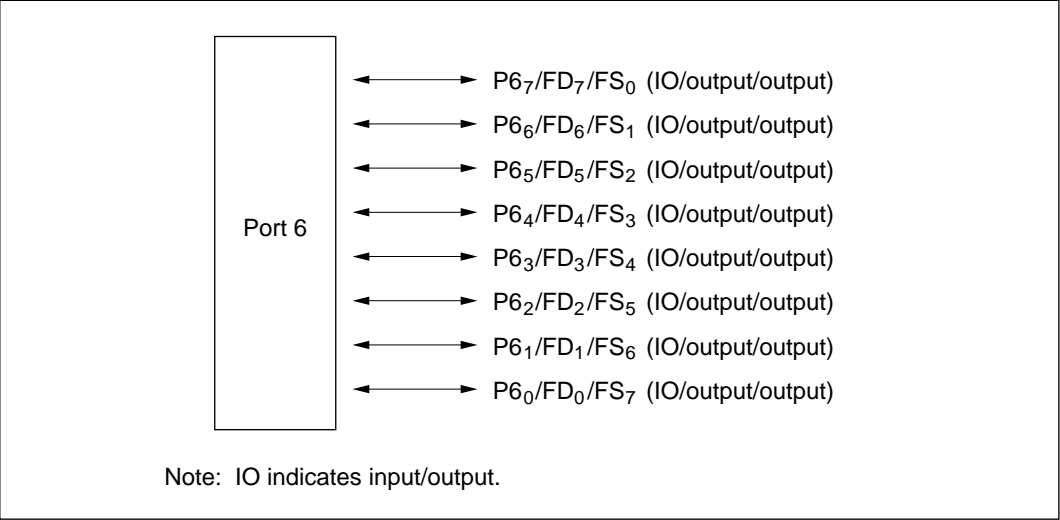 P6₇/FD₇/FS₀ (IO/output/output)
P6₆/FD₆/FS₁ (IO/output/output)
P6₅/FD₅/FS₂ (IO/output/output)
P6₄/FD₄/FS₃ (IO/output/output)
Port 6
P6₃/FD₃/FS₄ (IO/output/output)
P6₂/FD₂/FS₅ (IO/output/output)
P6₁/FD₁/FS₆ (IO/output/output)
P6₀/FD₀/FS₇ (IO/output/output)
Note: IO indicates input/output.